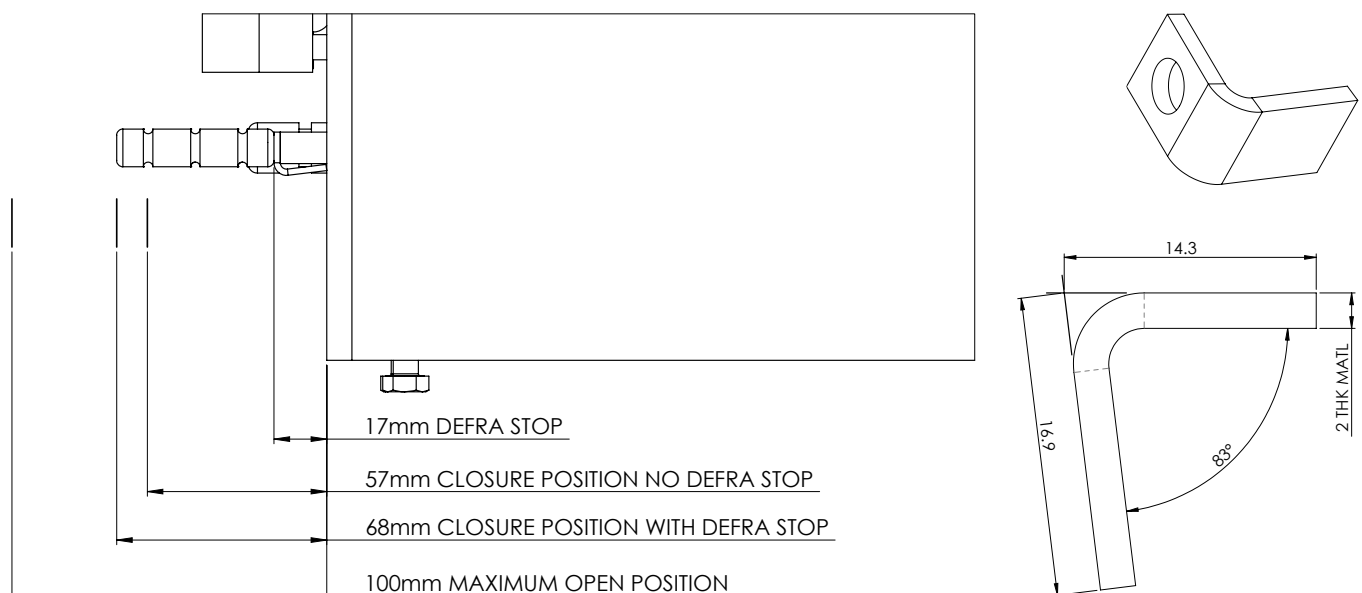 14.3
2 THK MATL
16.9
83°
17mm DEFRA STOP
57mm CLOSURE POSITION NO DEFRA STOP
68mm CLOSURE POSITION WITH DEFRA STOP
100mm MAXIMUM OPEN POSITION